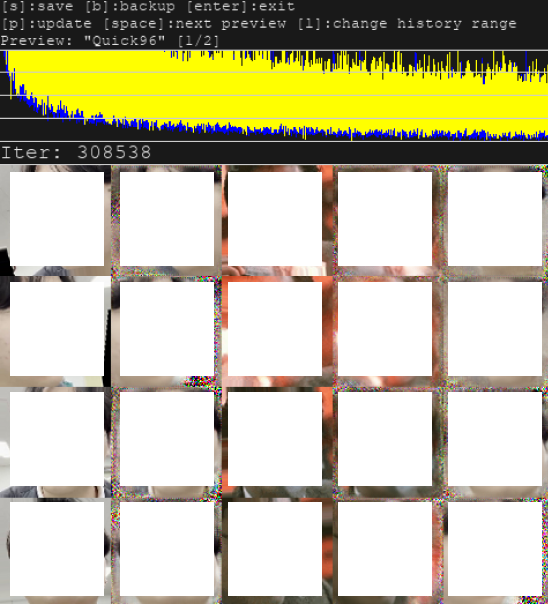 [s]:save [b]:backup [enter]:exit
[p]:update [space]:next preview [l]:change history range
Preview: "Quick96" [1/2]
Iter: 308538